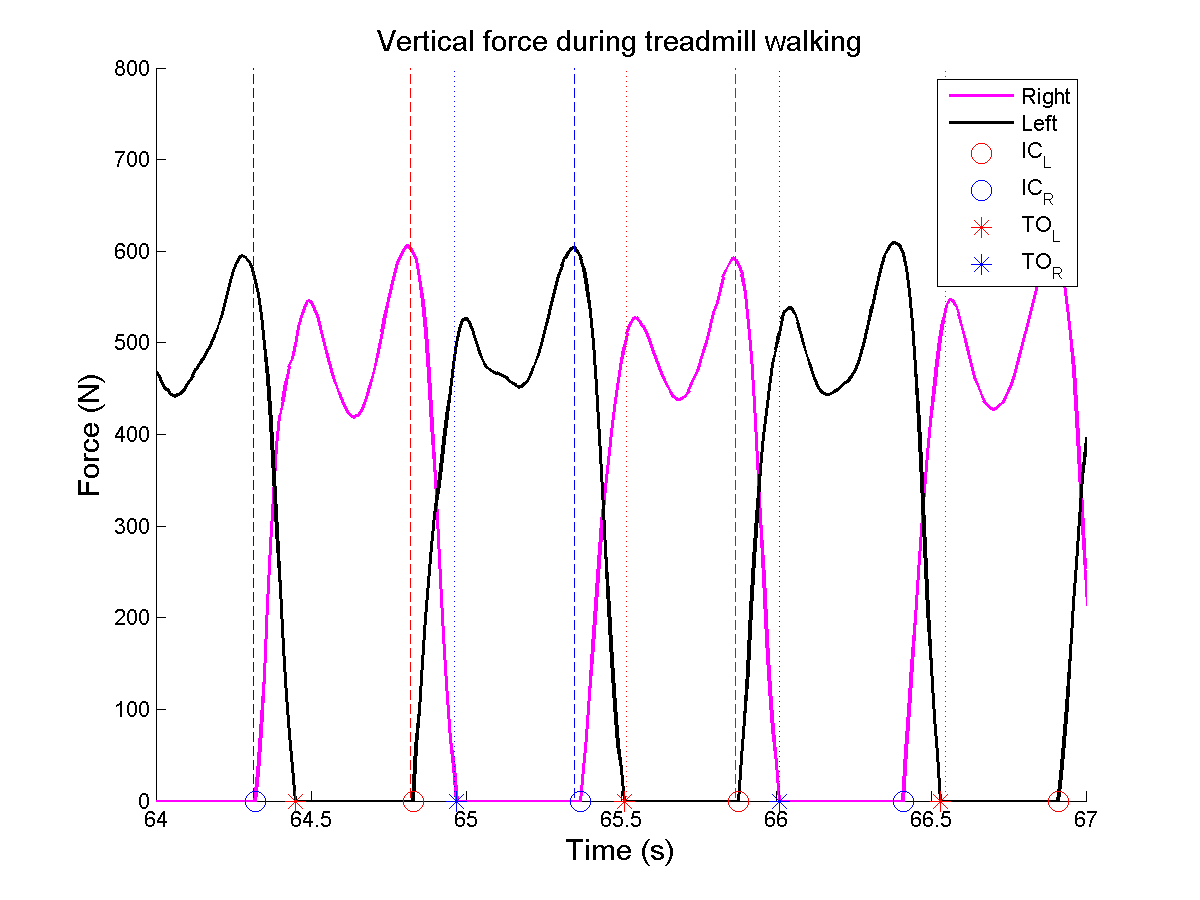 Vertical force during treadmill walking
800
700
600
500
400
300
200
100
0
Force (N)
64
64.5
65
65.5
66
66.5
67
Time (s)
Right
Left
IC_L
IC_R
TO_L
TO_R